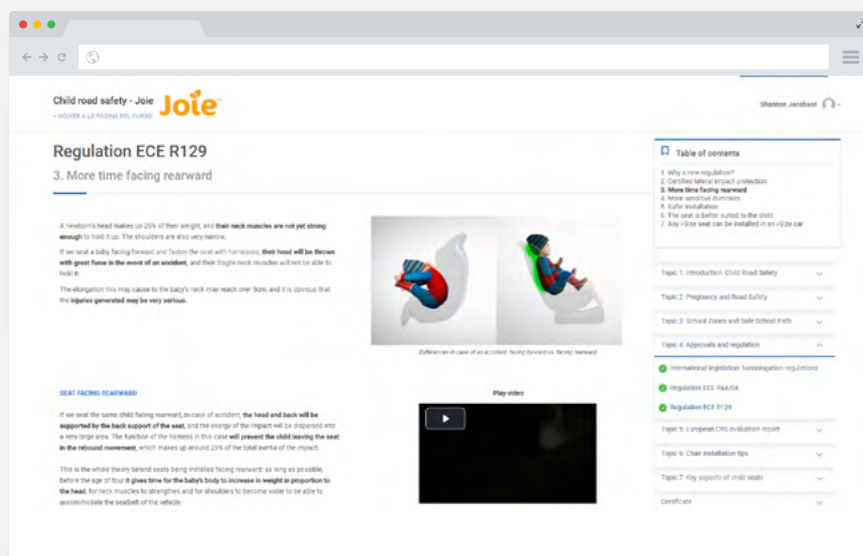 Child road safety - Joie
Joie
< VOLVER A LA PÁGINA DEL CURSO
Shannon Jacobson
Regulation ECE R129
3. More time facing rearward
A newborn's head makes up 25% of their weight, and their neck muscles are not yet strong
enough to hold it up. The shoulders are also very narrow.
If we seat a baby facing forward and fasten the seat with harnesses, their head will be thrown
with great force in the event of an accident, and their fragile neck muscles will not be able to
hold it.
The elongation this may cause to the baby's neck may reach over 5cm, and it is obvious that
the injuries generated may be very serious.
Differences in case of an accident, facing forward vs. facing rearward
SEAT FACING REARWARD
If we seat the same child facing rearward, in case of accident, the head and back will be
supported by the back support of the seat, and the energy of the impact will be dispersed into
a very large area. The function of the harness in this case will prevent the child leaving the seat
in the rebound movement, which makes up around 25% of the total inertia of the impact.
This is the whole theory behind seats being installed facing rearward: as long as possible,
before the age of four it gives time for the baby's body to increase in weight in proportion to
the head, for neck muscles to strengthens and for shoulders to become wider to be able to
accommodate the seatbelt of the vehicle.
Play video
Table of contents
1. Why a new regulation?
2. Certified lateral impact protection
3. More time facing rearward
4. More sensitive dummies
5. Safer installation
6. The seat is better suited to the child
7. Any i-Size seat can be installed in an i-Size car
Topic 1: Introduction: Child Road Safety
Topic 2: Pregnancy and Road Safety
Topic 3: School Zones and Safe School Path
Topic 4: Approvals and regulation
International legislation: homologation regulations
Regulation ECE R44/04
Regulation ECE R129
Topic 5: European CRS evaluation report
Topic 6: Chair installation tips
Topic 7: Key aspects of child seats
Certificate